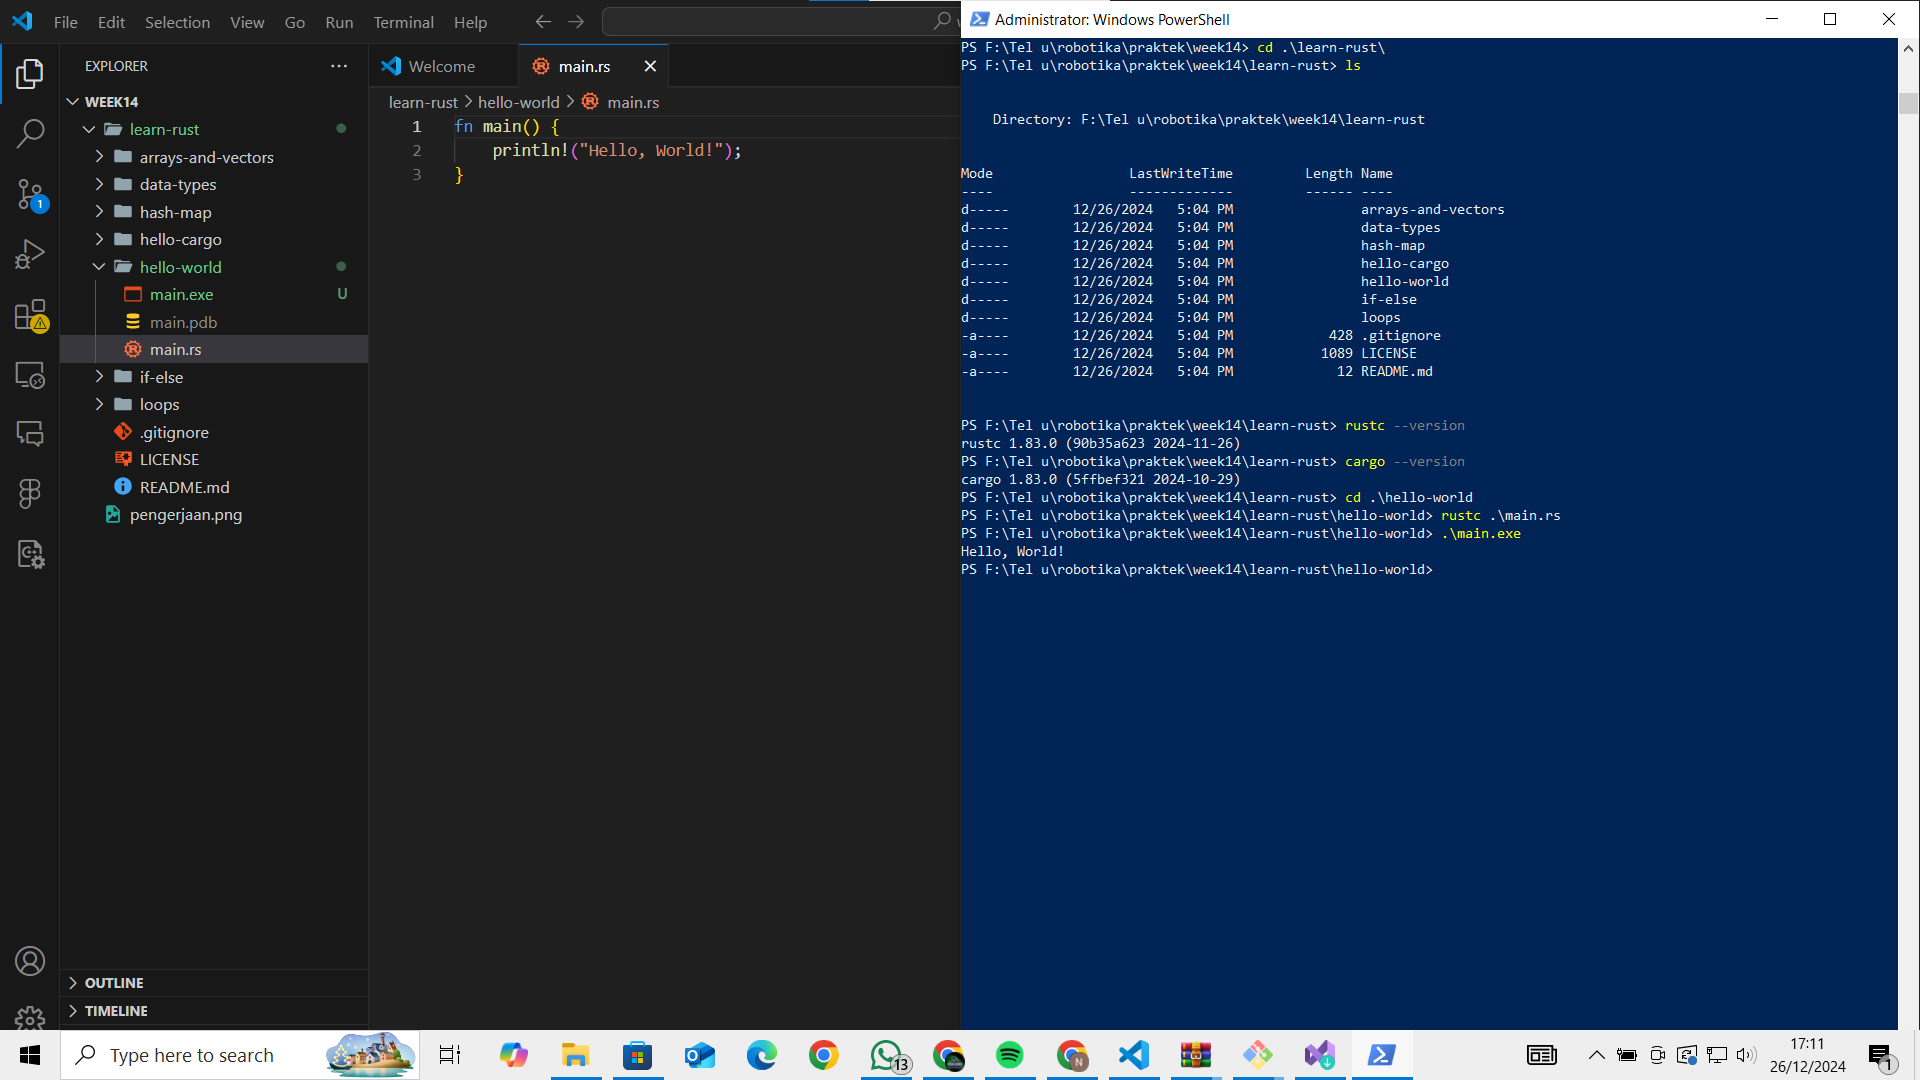 File Edit Selection View Go Run Terminal Help
EXPLORER
WEEK14
learn-rust
arrays-and-vectors
data-types
hash-map
hello-cargo
hello-world
main.exe U
main.pdb
main.rs
if-else
loops
.gitignore
LICENSE
README.md
pengerjaan.png
OUTLINE
TIMELINE
1
Welcome main.rs
learn-rust > hello-world > main.rs
1 fn main() {
2 println!("Hello, World!");
3 }
Administrator: Windows PowerShell
PS F:\Tel u\robotika\praktek\week14> cd .\learn-rust\
PS F:\Tel u\robotika\praktek\week14\learn-rust> ls
Directory: F:\Tel u\robotika\praktek\week14\learn-rust
Mode LastWriteTime Length Name
---- ------------- ------ ----
d----- 12/26/2024 5:04 PM arrays-and-vectors
d----- 12/26/2024 5:04 PM data-types
d----- 12/26/2024 5:04 PM hash-map
d----- 12/26/2024 5:04 PM hello-cargo
d----- 12/26/2024 5:04 PM hello-world
d----- 12/26/2024 5:04 PM if-else
d----- 12/26/2024 5:04 PM loops
-a---- 12/26/2024 5:04 PM 428 .gitignore
-a---- 12/26/2024 5:04 PM 1089 LICENSE
-a---- 12/26/2024 5:04 PM 12 README.md
PS F:\Tel u\robotika\praktek\week14\learn-rust> rustc --version
rustc 1.83.0 (90b35a623 2024-11-26)
PS F:\Tel u\robotika\praktek\week14\learn-rust> cargo --version
cargo 1.83.0 (5ffbef321 2024-10-29)
PS F:\Tel u\robotika\praktek\week14\learn-rust> cd .\hello-world
PS F:\Tel u\robotika\praktek\week14\learn-rust\hello-world> rustc .\main.rs
PS F:\Tel u\robotika\praktek\week14\learn-rust\hello-world> .\main.exe
Hello, World!
PS F:\Tel u\robotika\praktek\week14\learn-rust\hello-world>
Type here to search
13
N
17:11
26/12/2024
1